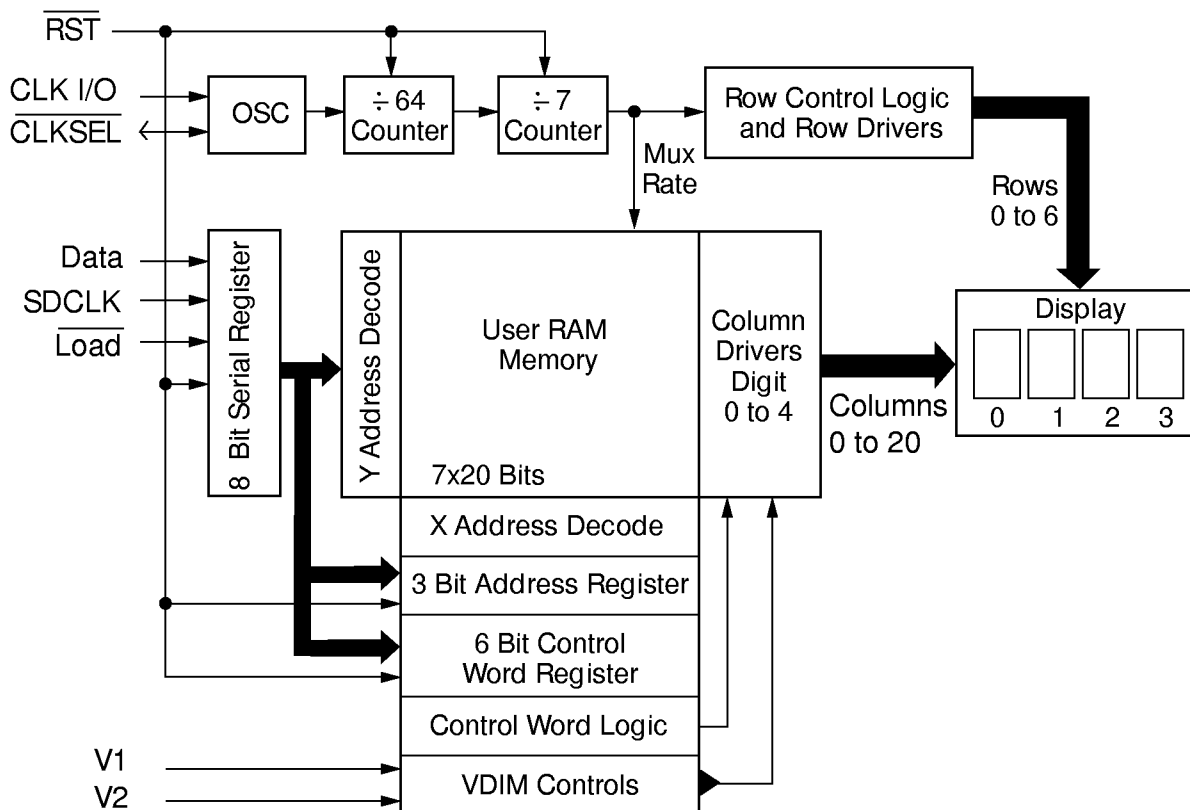 RST
CLK I/O
CLKSEL
OSC
÷ 64
Counter
÷ 7
Counter
Mux
Rate
Row Control Logic
and Row Drivers
Rows
0 to 6
Data
SDCLK
Load
8 Bit Serial Register
Y Address Decode
User RAM
Memory
7x20 Bits
Column
Drivers
Digit
0 to 4
Columns
0 to 20
Display
0 1 2 3
X Address Decode
3 Bit Address Register
6 Bit Control
Word Register
Control Word Logic
VDIM Controls
V1
V2